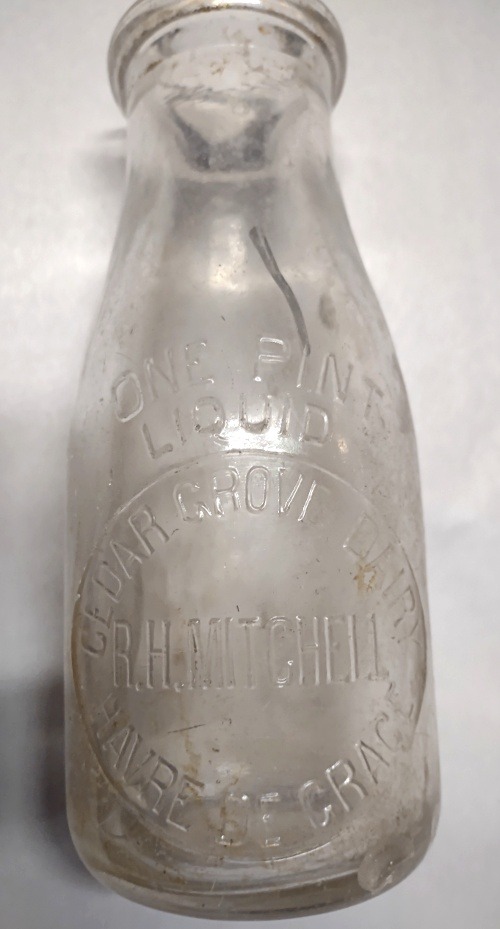 ONE PINT
LIQUID
CEDAR GROVE DAIRY
R.H.MITCHELL
HAVRE DE GRACE